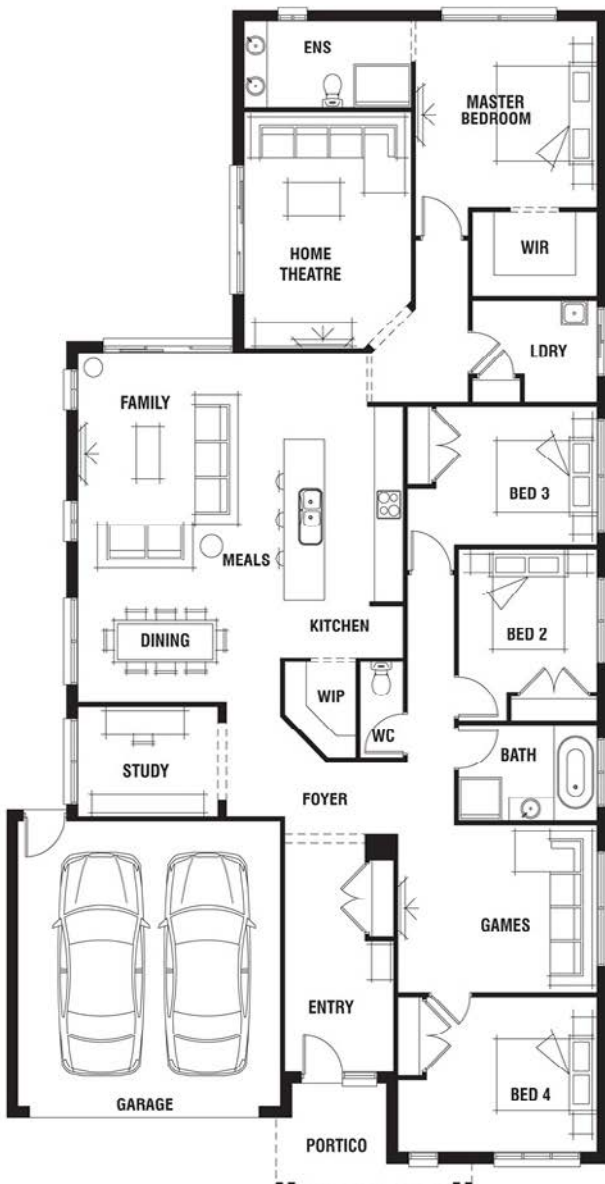 ENS
MASTER
BEDROOM
HOME
THEATRE
WIR
LDRY
FAMILY
BED 3
MEALS
KITCHEN
DINING
BED 2
WIP
WC
BATH
STUDY
FOYER
GAMES
ENTRY
BED 4
GARAGE
PORTICO